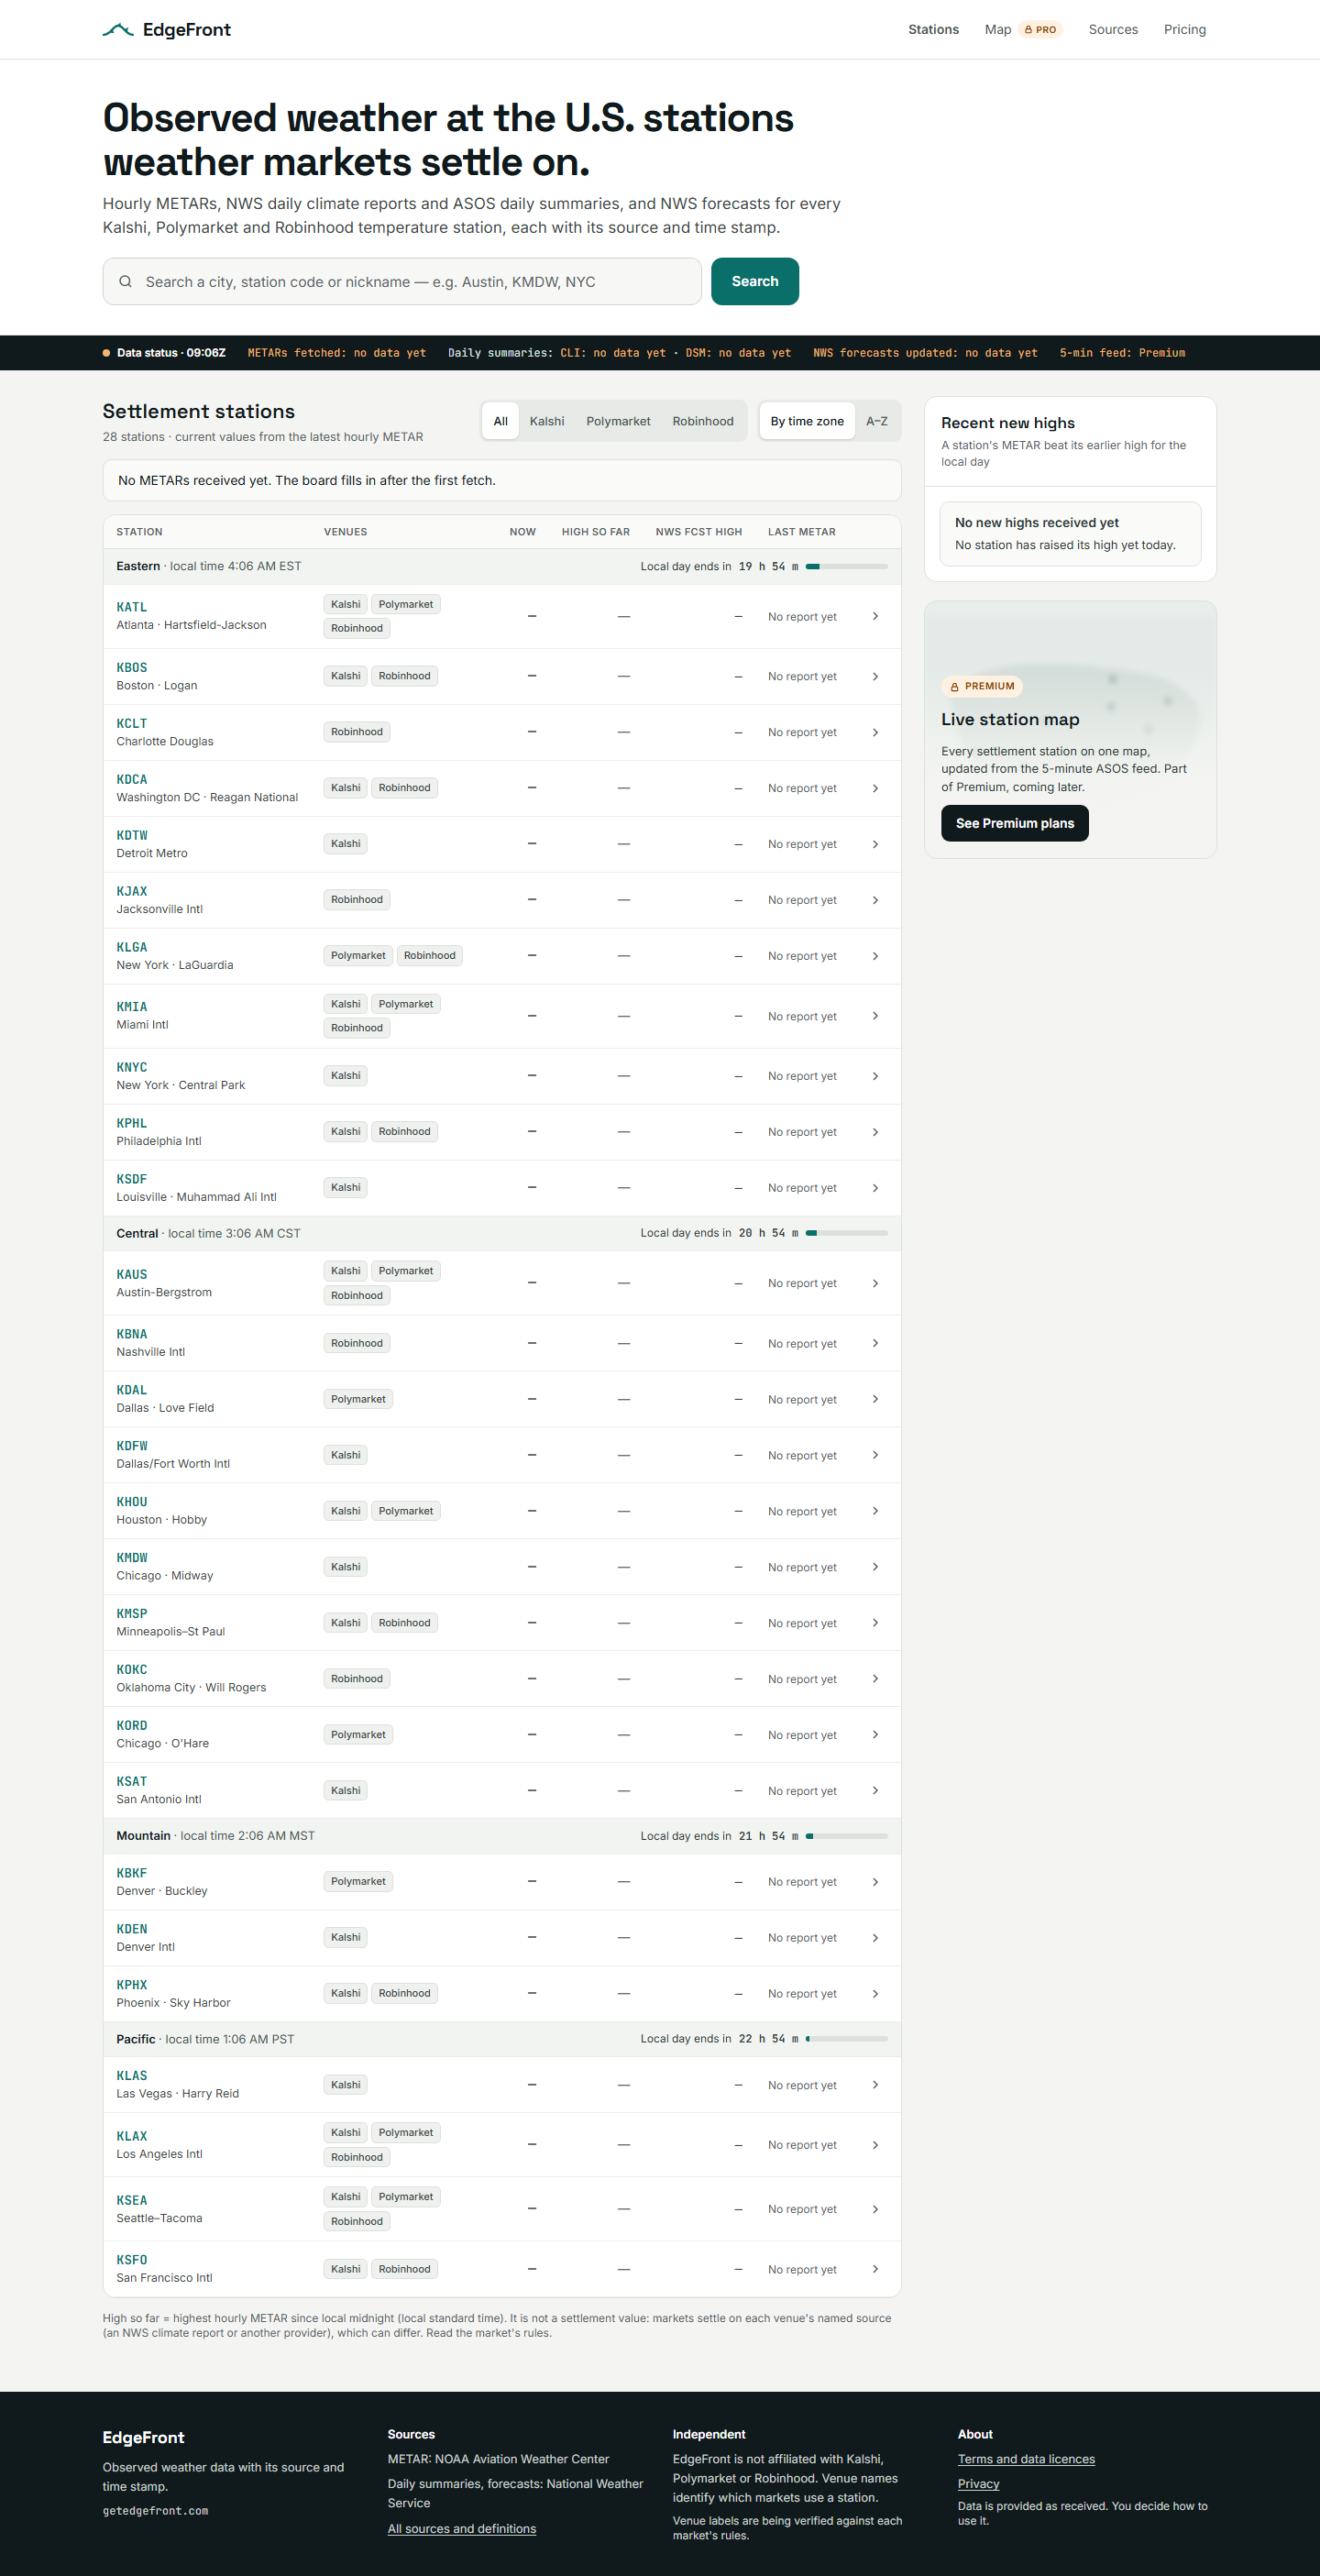 EdgeFront
Stations
Map
PRO
Sources
Pricing
Observed weather at the U.S. stations
weather markets settle on.
Hourly METARs, NWS daily climate reports and ASOS daily summaries, and NWS forecasts for every
Kalshi, Polymarket and Robinhood temperature station, each with its source and time stamp.
Search a city, station code or nickname — e.g. Austin, KMDW, NYC
Search
Data status · 09:06Z METARs fetched: no data yet Daily summaries: CLI: no data yet · DSM: no data yet NWS forecasts updated: no data yet 5-min feed: Premium
Settlement stations
28 stations · current values from the latest hourly METAR
All Kalshi Polymarket Robinhood
By time zone A–Z
No METARs received yet. The board fills in after the first fetch.
STATION VENUES NOW HIGH SO FAR NWS FCST HIGH LAST METAR
Eastern · local time 4:06 AM EST Local day ends in 19 h 54 m
KATL
Atlanta · Hartsfield-Jackson
Kalshi Polymarket
Robinhood
— — — No report yet
KBOS
Boston · Logan
Kalshi Robinhood
— — — No report yet
KCLT
Charlotte Douglas
Robinhood
— — — No report yet
KDCA
Washington DC · Reagan National
Kalshi Robinhood
— — — No report yet
KDTW
Detroit Metro
Kalshi
— — — No report yet
KJAX
Jacksonville Intl
Robinhood
— — — No report yet
KLGA
New York · LaGuardia
Polymarket Robinhood
— — — No report yet
KMIA
Miami Intl
Kalshi Polymarket
Robinhood
— — — No report yet
KNYC
New York · Central Park
Kalshi
— — — No report yet
KPHL
Philadelphia Intl
Kalshi Robinhood
— — — No report yet
KSDF
Louisville · Muhammad Ali Intl
Kalshi
— — — No report yet
Central · local time 3:06 AM CST Local day ends in 20 h 54 m
KAUS
Austin-Bergstrom
Kalshi Polymarket
Robinhood
— — — No report yet
KBNA
Nashville Intl
Robinhood
— — — No report yet
KDAL
Dallas · Love Field
Polymarket
— — — No report yet
KDFW
Dallas/Fort Worth Intl
Kalshi
— — — No report yet
KHOU
Houston · Hobby
Kalshi Polymarket
— — — No report yet
KMDW
Chicago · Midway
Kalshi
— — — No report yet
KMSP
Minneapolis–St Paul
Kalshi Robinhood
— — — No report yet
KOKC
Oklahoma City · Will Rogers
Robinhood
— — — No report yet
KORD
Chicago · O'Hare
Polymarket
— — — No report yet
KSAT
San Antonio Intl
Kalshi
— — — No report yet
Mountain · local time 2:06 AM MST Local day ends in 21 h 54 m
KBKF
Denver · Buckley
Polymarket
— — — No report yet
KDEN
Denver Intl
Kalshi
— — — No report yet
KPHX
Phoenix · Sky Harbor
Kalshi Robinhood
— — — No report yet
Pacific · local time 1:06 AM PST Local day ends in 22 h 54 m
KLAS
Las Vegas · Harry Reid
Kalshi
— — — No report yet
KLAX
Los Angeles Intl
Kalshi Polymarket
Robinhood
— — — No report yet
KSEA
Seattle–Tacoma
Kalshi Polymarket
Robinhood
— — — No report yet
KSFO
San Francisco Intl
Kalshi Robinhood
— — — No report yet
High so far = highest hourly METAR since local midnight (local standard time). It is not a settlement value: markets settle on each venue's named source
(an NWS climate report or another provider), which can differ. Read the market's rules.
Recent new highs
A station's METAR beat its earlier high for the
local day
No new highs received yet
No station has raised its high yet today.
PREMIUM
Live station map
Every settlement station on one map,
updated from the 5-minute ASOS feed. Part
of Premium, coming later.
See Premium plans
EdgeFront
Observed weather data with its source and
time stamp.
getedgefront.com
Sources
METAR: NOAA Aviation Weather Center
Daily summaries, forecasts: National Weather
Service
All sources and definitions
Independent
EdgeFront is not affiliated with Kalshi,
Polymarket or Robinhood. Venue names
identify which markets use a station.
Venue labels are being verified against each
market's rules.
About
Terms and data licences
Privacy
Data is provided as received. You decide how to
use it.